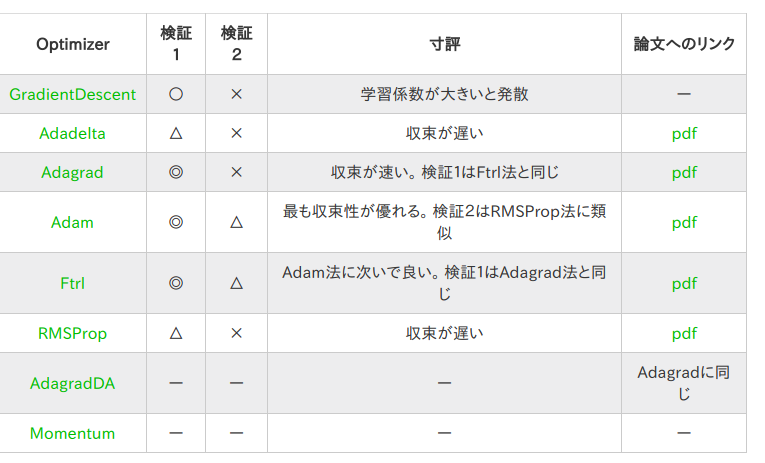 Optimizer 検証1 検証2 寸評 論文へのリンク
GradientDescent ○ × 学習係数が大きいと発散 ー
Adadelta △ × 収束が遅い pdf
Adagrad ◎ × 収束が速い。検証1はFtrl法と同じ pdf
Adam ◎ △ 最も収束性が優れる。検証2はRMSProp法に類似 pdf
Ftrl ◎ △ Adam法に次いで良い。検証1はAdagrad法と同じ pdf
RMSProp △ × 収束が遅い pdf
AdagradDA ー ー ー Adagradに同じ
Momentum ー ー ー ー